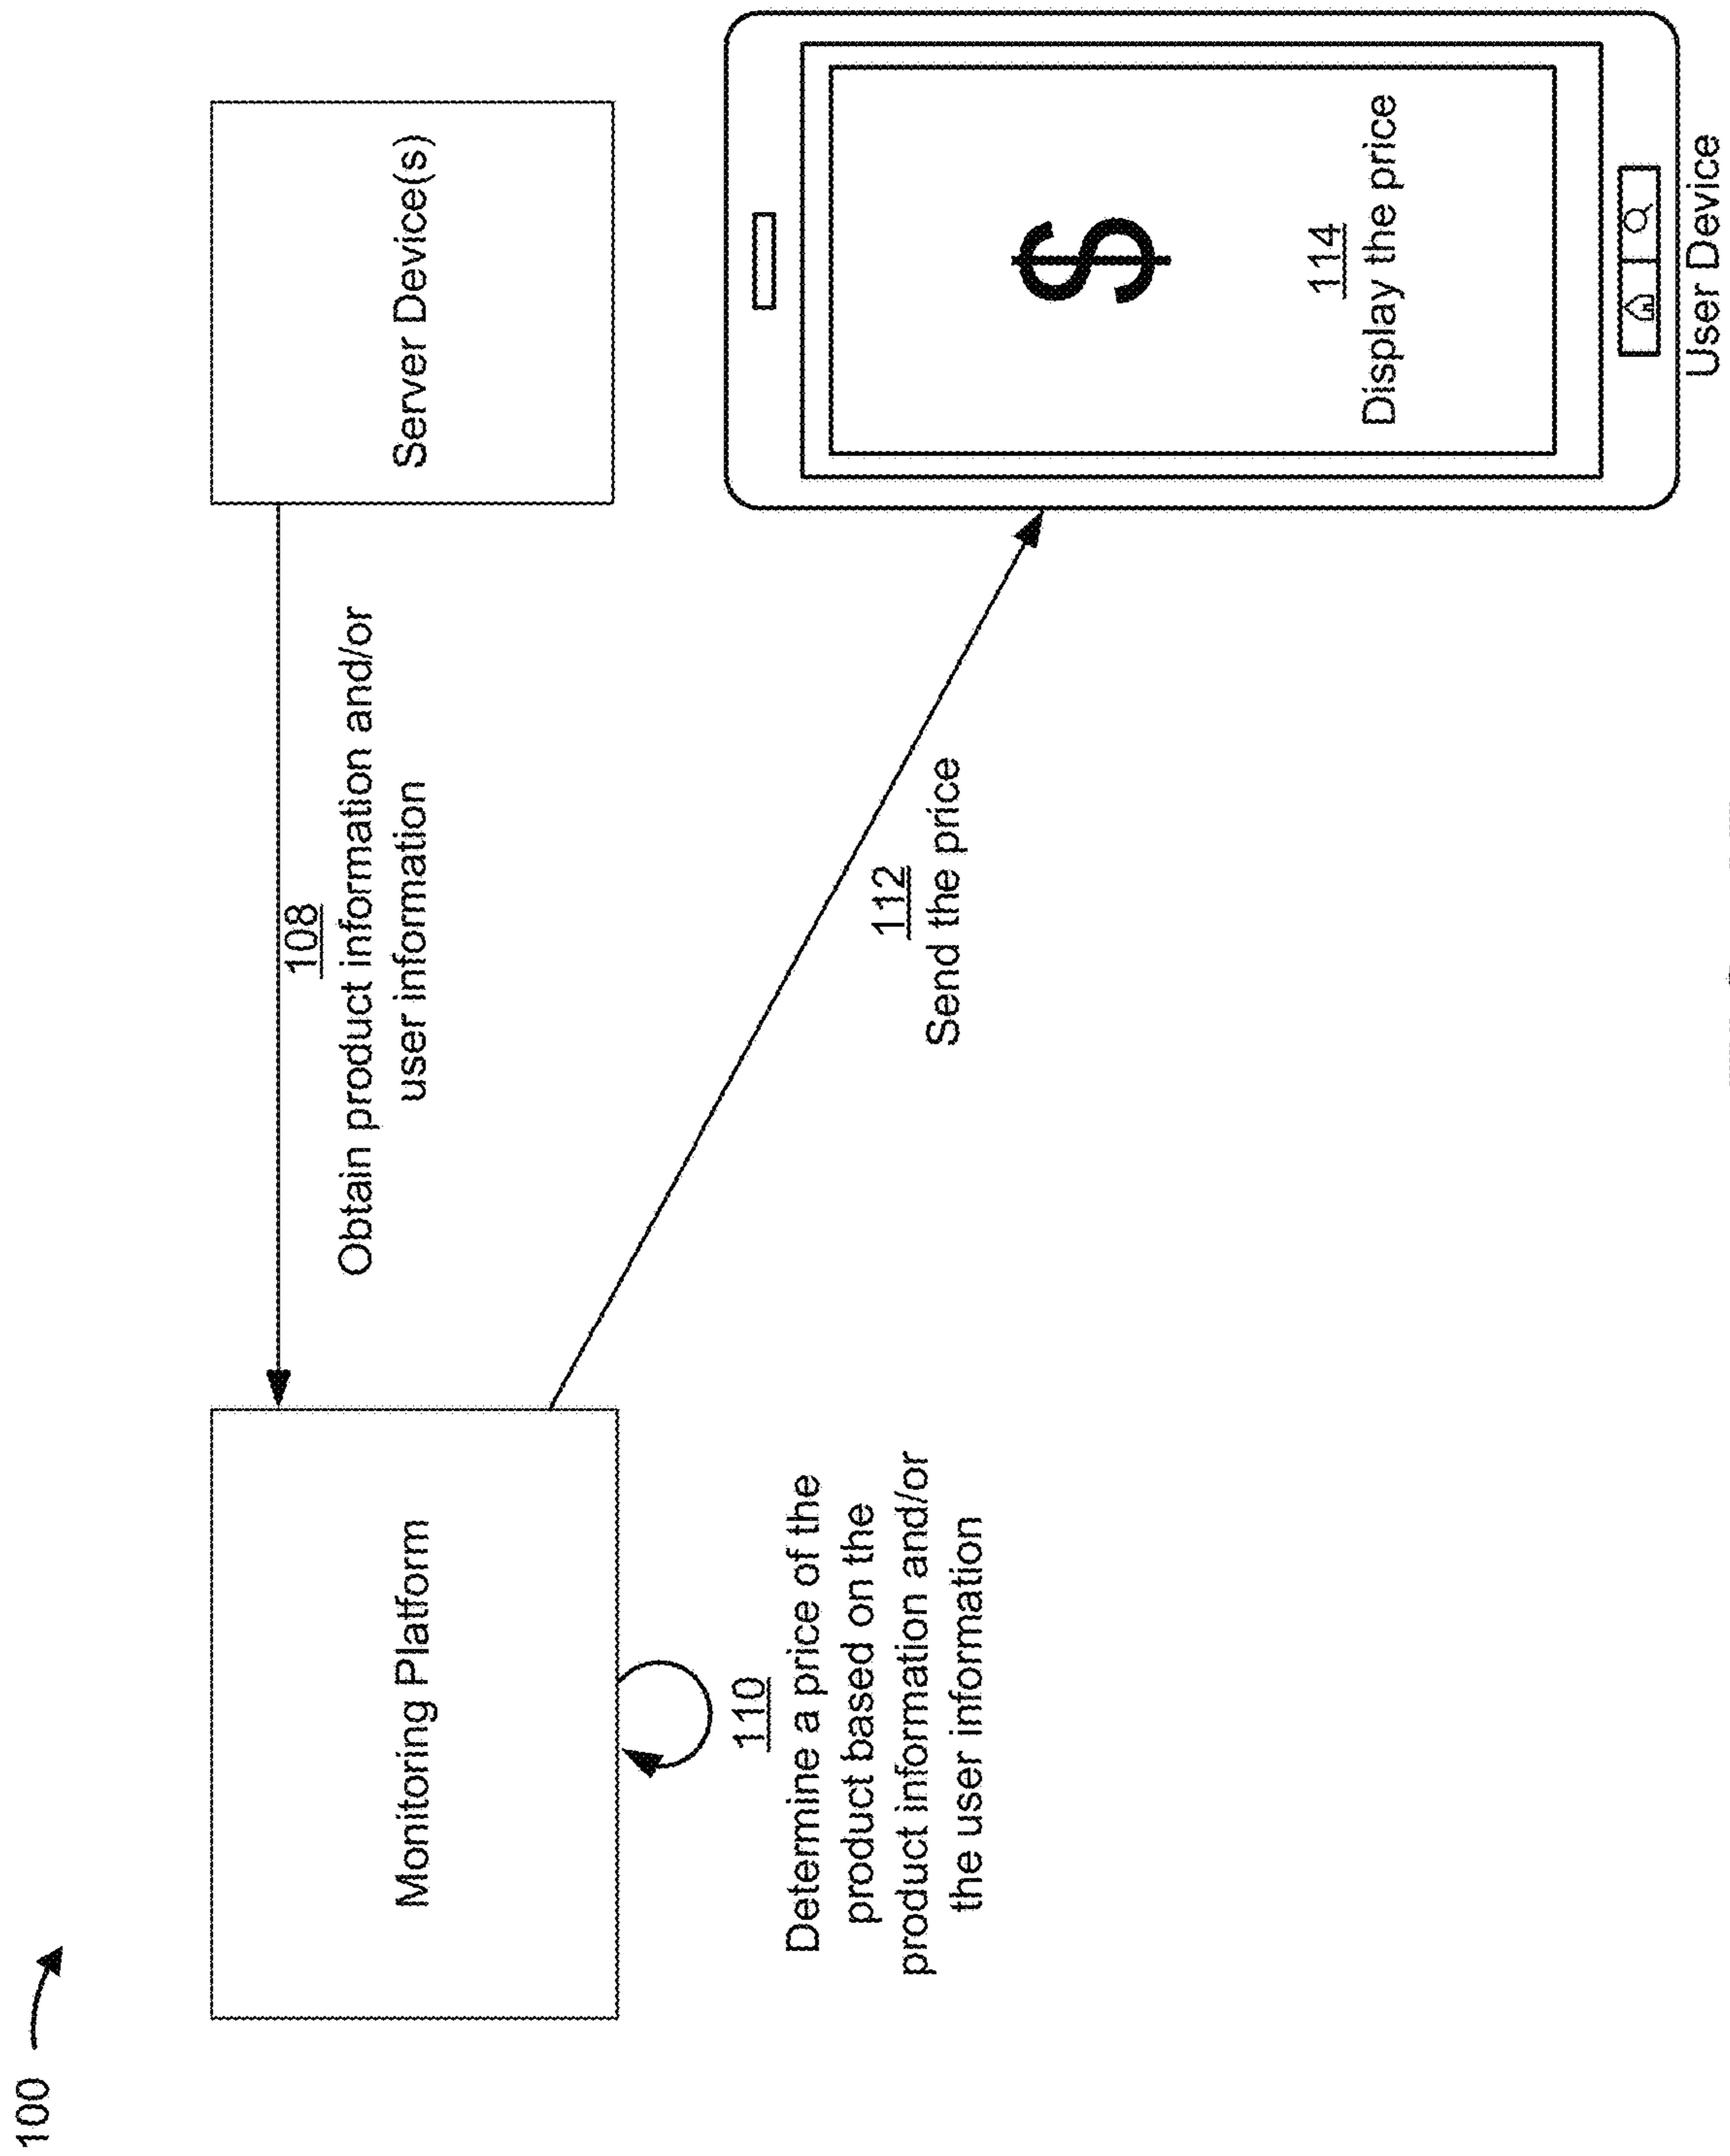 100
Monitoring Platform
Server Device(s)
108
Obtain product information and/or
user information
110
Determine a price of the
product based on the
product information and/or
the user information
112
Send the price
$
114
Display the price
User Device